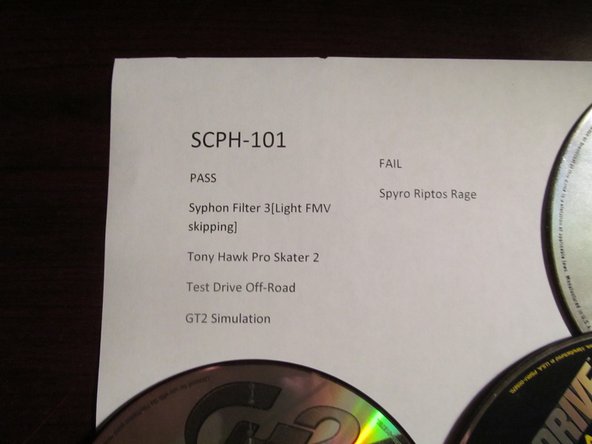 SCPH-101
PASS
Syphon Filter 3[Light FMV
skipping]
Tony Hawk Pro Skater 2
Test Drive Off-Road
GT2 Simulation
FAIL
Spyro Riptos Rage
DRIVE